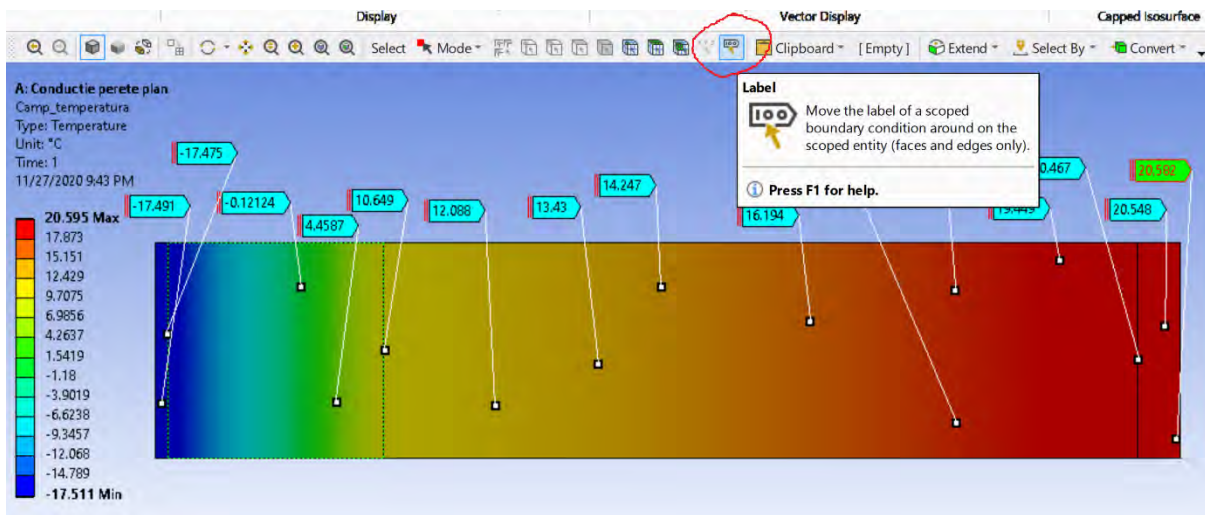 Display Vector Display Capped Isosurface
Select Mode Clipboard [Empty] Extend Select By Convert
A: Conductie perete plan
Camp_temperatura
Type: Temperature
Unit: °C
Time: 1
11/27/2020 9:43 PM
20.595 Max
17.873
15.151
12.429
9.7075
6.9856
4.2637
1.5419
-1.18
-3.9019
-6.6238
-9.3457
-12.068
-14.789
-17.511 Min
-17.475
-17.491
-0.12124
4.4587
10.649
12.088
13.43
14.247
16.194
Label
Move the label of a scoped
boundary condition around on the
scoped entity (faces and edges only).
Press F1 for help.
0.467
20.582
19.449
20.548